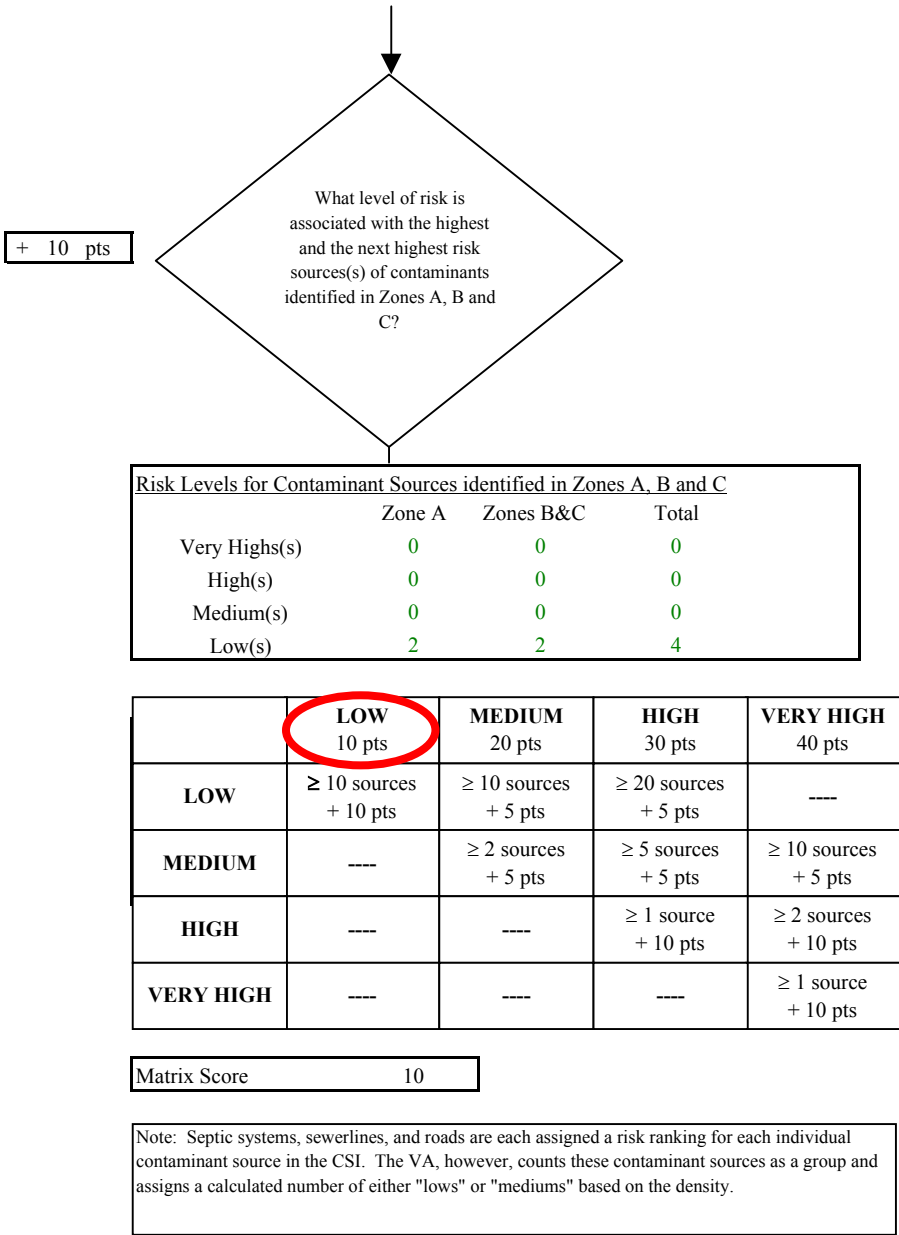 What level of risk is
associated with the highest
and the next highest risk
sources(s) of contaminants
identified in Zones A, B and
C?
+ 10 pts
Risk Levels for Contaminant Sources identified in Zones A, B and C
Zone A Zones B&C Total
Very Highs(s) 0 0 0
High(s) 0 0 0
Medium(s) 0 0 0
Low(s) 2 2 4
LOW MEDIUM HIGH VERY HIGH
10 pts 20 pts 30 pts 40 pts
LOW ≥ 10 sources ≥ 10 sources ≥ 20 sources ----
+ 10 pts + 5 pts + 5 pts
MEDIUM ---- ≥ 2 sources ≥ 5 sources ≥ 10 sources
+ 5 pts + 5 pts + 5 pts
HIGH ---- ---- ≥ 1 source ≥ 2 sources
+ 10 pts + 10 pts
VERY HIGH ---- ---- ---- ≥ 1 source
+ 10 pts
Matrix Score 10
Note: Septic systems, sewerlines, and roads are each assigned a risk ranking for each individual
contaminant source in the CSI. The VA, however, counts these contaminant sources as a group and
assigns a calculated number of either "lows" or "mediums" based on the density.